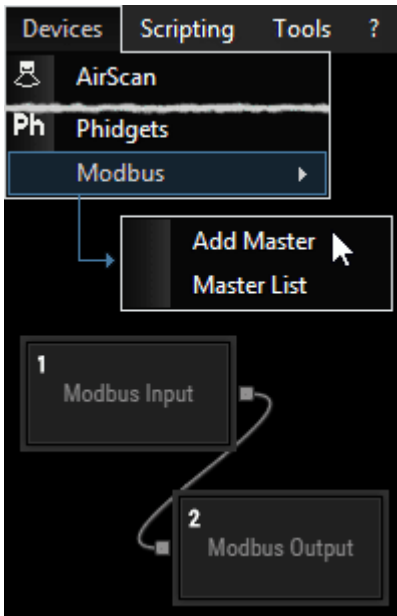 Devices Scripting Tools ?
AirScan
Ph Phidgets
Modbus
Add Master
Master List
1
Modbus Input
2
Modbus Output